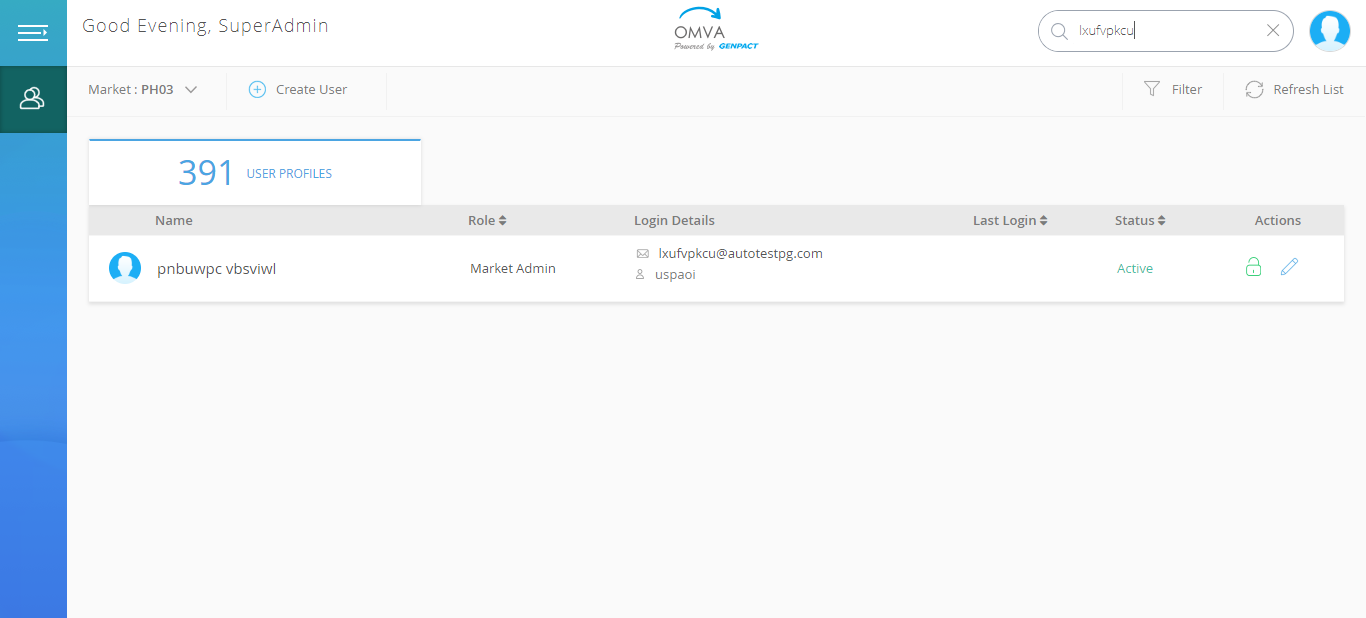 Good Evening, SuperAdmin
OMVA
Powered by GENPACT
lxufvpkcu
Market : PH03
Create User
Filter
Refresh List
391 USER PROFILES
Name Role Login Details Last Login Status Actions
pnbuwpc vbsviwl Market Admin lxufvpkcu@autotestpg.com Active
uspaoi